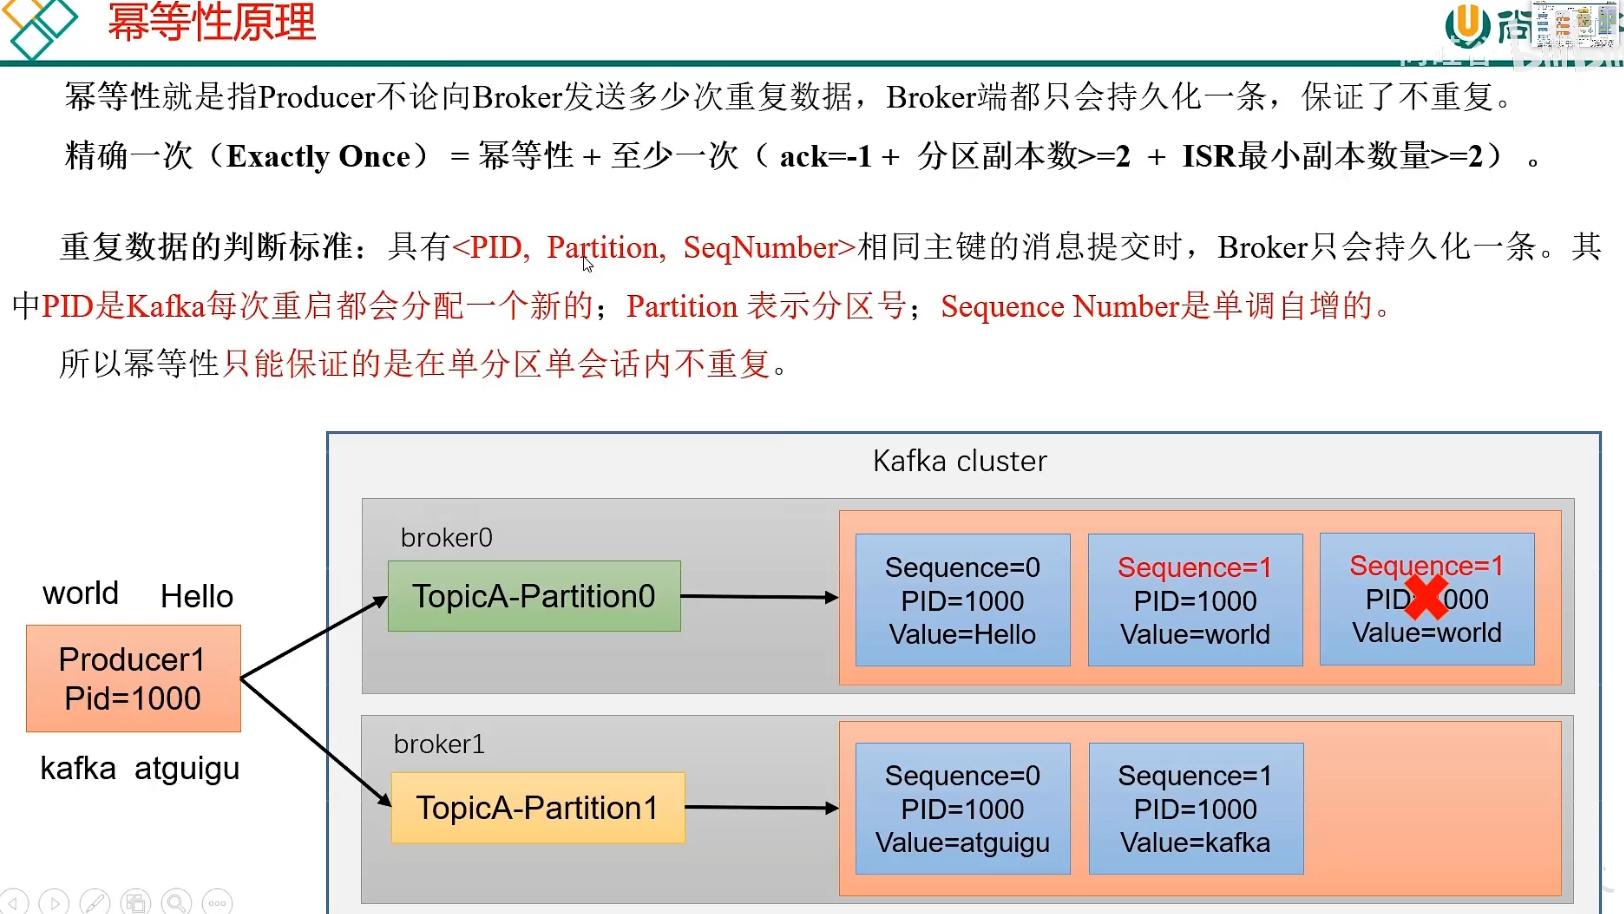 幂等性原理
尚
幂等性就是指Producer不论向Broker发送多少次重复数据，Broker端都只会持久化一条，保证了不重复。
精确一次（Exactly Once） = 幂等性 + 至少一次（ ack=-1 + 分区副本数>=2 + ISR最小副本数量>=2） 。
重复数据的判断标准：具有<PID, Partition, SeqNumber>相同主键的消息提交时，Broker只会持久化一条。其
中PID是Kafka每次重启都会分配一个新的；Partition 表示分区号；Sequence Number是单调自增的。
所以幂等性只能保证的是在单分区单会话内不重复。
Kafka cluster
broker0
TopicA-Partition0
Sequence=0
PID=1000
Value=Hello
Sequence=1
PID=1000
Value=world
Sequence=1
PID 000
Value=world
world Hello
Producer1
Pid=1000
kafka atguigu
broker1
TopicA-Partition1
Sequence=0
PID=1000
Value=atguigu
Sequence=1
PID=1000
Value=kafka